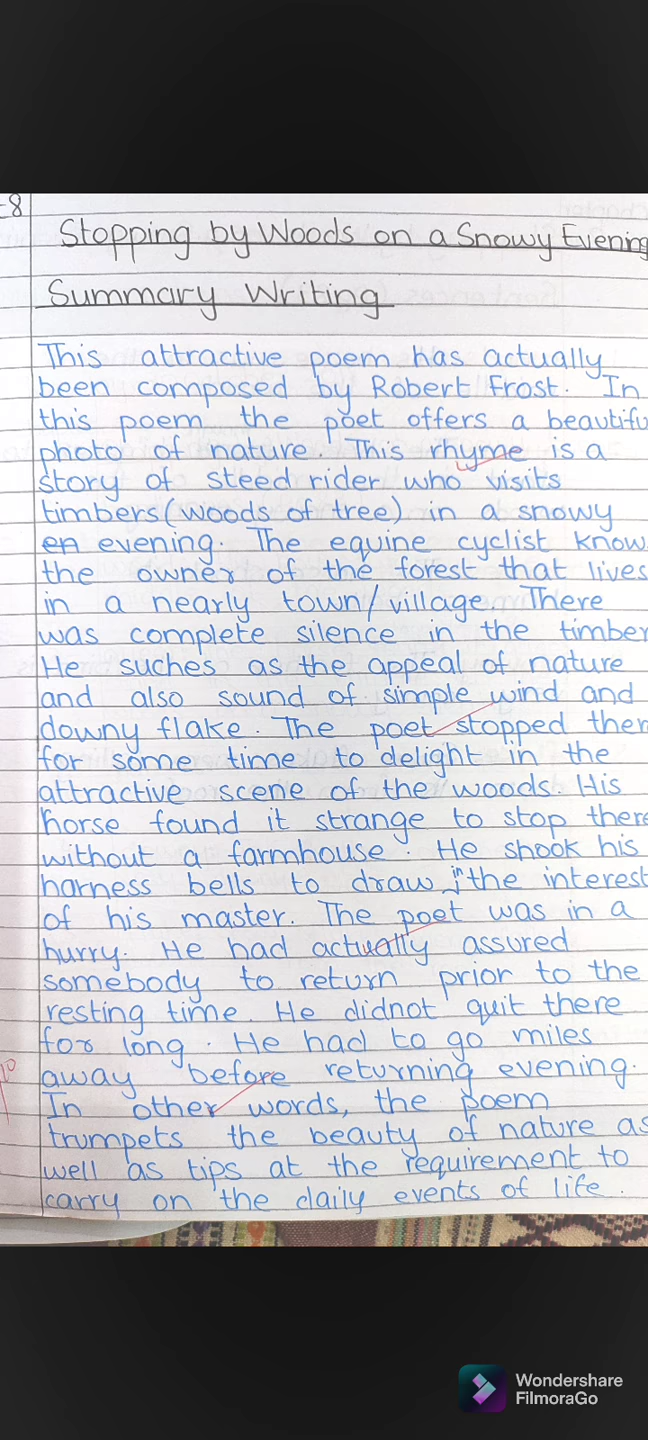 -8
Stopping by Woods on a Snowy Evening
Summary Writing
This attractive poem has actually
been composed by Robert Frost. In
this poem the poet offers a beautifu
photo of nature. This rhyme is a
story of steed rider who visits
timbers (woods of tree) in a snowy
en evening. The equine cyclist know
the owner of the forest that lives
in a nearly town/village. There
was complete silence in the timber
He suches as the appeal of nature
and also sound of simple wind and
downy flake. The poet stopped ther
for some time to delight in the
attractive scene of the woods. His
horse found it strange to stop there
without a farmhouse. He shook his
harness bells to draw in the interest
of his master. The poet was in a
hurry. He had actually assured
somebody to return prior to the
resting time. He didnot quit there
for long. He had to go miles
away before returning evening.
In other words, the poem
trumpets the beauty of nature as
well as tips at the requirement to
carry on the daily events of life.
Wondershare
FilmoraGo